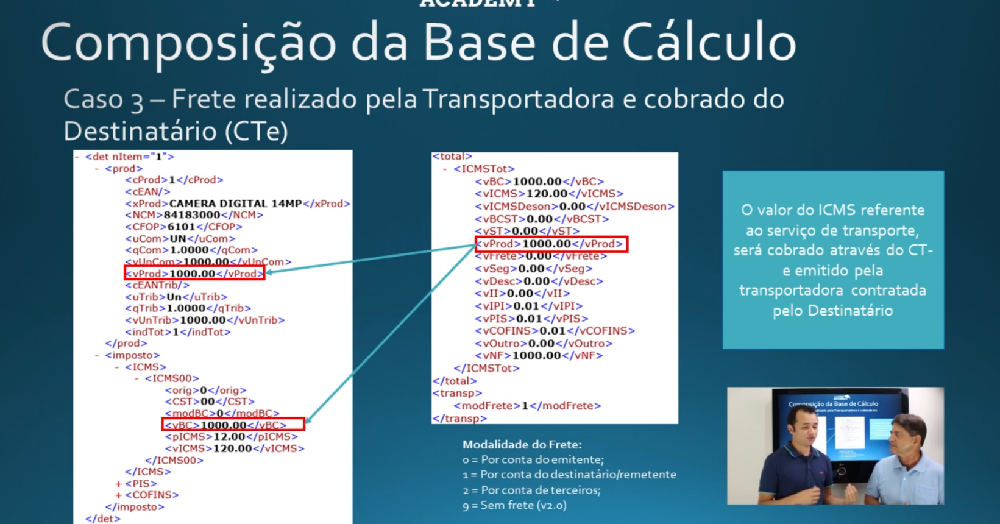 ACADEMY
Composição da Base de Cálculo
Caso 3 – Frete realizado pela Transportadora e cobrado do
Destinatário (CTe)
- <det nItem="1">
- <prod>
<cProd>1</cProd>
<cEAN/>
<xProd>CAMERA DIGITAL 14MP</xProd>
<NCM>84183000</NCM>
<CFOP>6101</CFOP>
<uCom>UN</uCom>
<qCom>1.0000</qCom>
<vUnCom>1000.00</vUnCom>
<vProd>1000.00</vProd>
<cEANTrib/>
<uTrib>Un</uTrib>
<qTrib>1.0000</qTrib>
<vUnTrib>1000.00</vUnTrib>
<indTot>1</indTot>
</prod>
- <imposto>
- <ICMS>
- <ICMS00>
<orig>0</orig>
<CST>00</CST>
<modBC>0</modBC>
<vBC>1000.00</vBC>
<pICMS>12.00</pICMS>
<vICMS>120.00</vICMS>
</ICMS00>
</ICMS>
+ <PIS>
+ <COFINS>
</imposto>
</det>
<total>
- <ICMSTot>
<vBC>1000.00</vBC>
<vICMS>120.00</vICMS>
<vICMSDeson>0.00</vICMSDeson>
<vBCST>0.00</vBCST>
<vST>0.00</vST>
<vProd>1000.00</vProd>
<vFrete>0.00</vFrete>
<vSeg>0.00</vSeg>
<vDesc>0.00</vDesc>
<vII>0.00</vII>
<vIPI>0.01</vIPI>
<vPIS>0.01</vPIS>
<vCOFINS>0.01</vCOFINS>
<vOutro>0.00</vOutro>
<vNF>1000.00</vNF>
</ICMSTot>
</total>
<transp>
<modFrete>1</modFrete>
</transp>
Modalidade do Frete:
0 = Por conta do emitente;
1 = Por conta do destinatário/remetente
2 = Por conta de terceiros;
9 = Sem frete (v2.0)
O valor do ICMS referente
ao serviço de transporte,
será cobrado através do CT-
e emitido pela
transportadora contratada
pelo Destinatário
Composição da Base de Cálculo